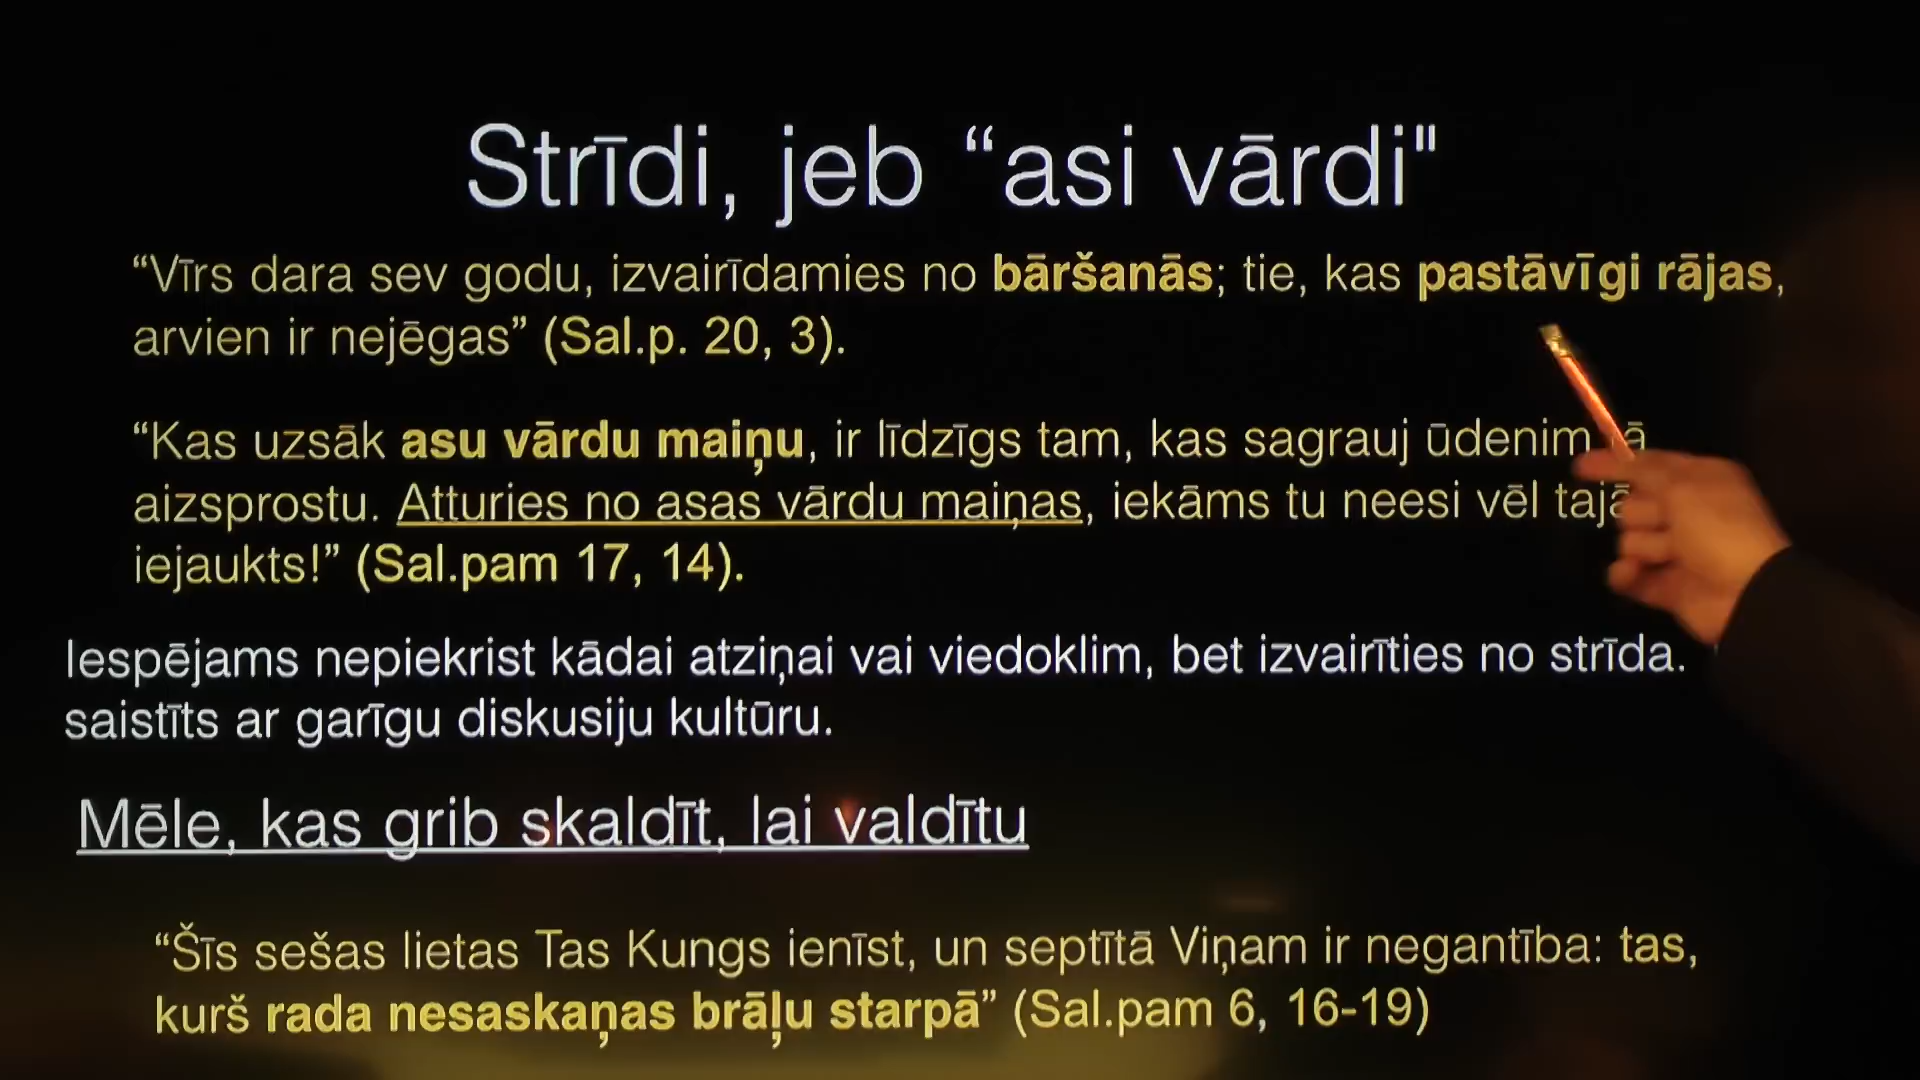 Strīdi, jeb “asi vārdi"
“Vīrs dara sev godu, izvairīdamies no bāršanās; tie, kas pastāvīgi rājas,
arvien ir nejēgas” (Sal.p. 20, 3).
“Kas uzsāk asu vārdu maiņu, ir līdzīgs tam, kas sagrauj ūdenim
aizsprostu. Atturies no asas vārdu maiņas, iekāms tu neesi vēl tajā
iejaukts!” (Sal.pam 17, 14).
Iespējams nepiekrist kādai atziņai vai viedoklim, bet izvairīties no strīda.
saistīts ar garīgu diskusiju kultūru.
Mēle, kas grib skaldīt, lai valdītu
“Šīs sešas lietas Tas Kungs ienīst, un septītā Viņam ir negantība: tas,
kurš rada nesaskaņas brāļu starpā” (Sal.pam 6, 16-19)